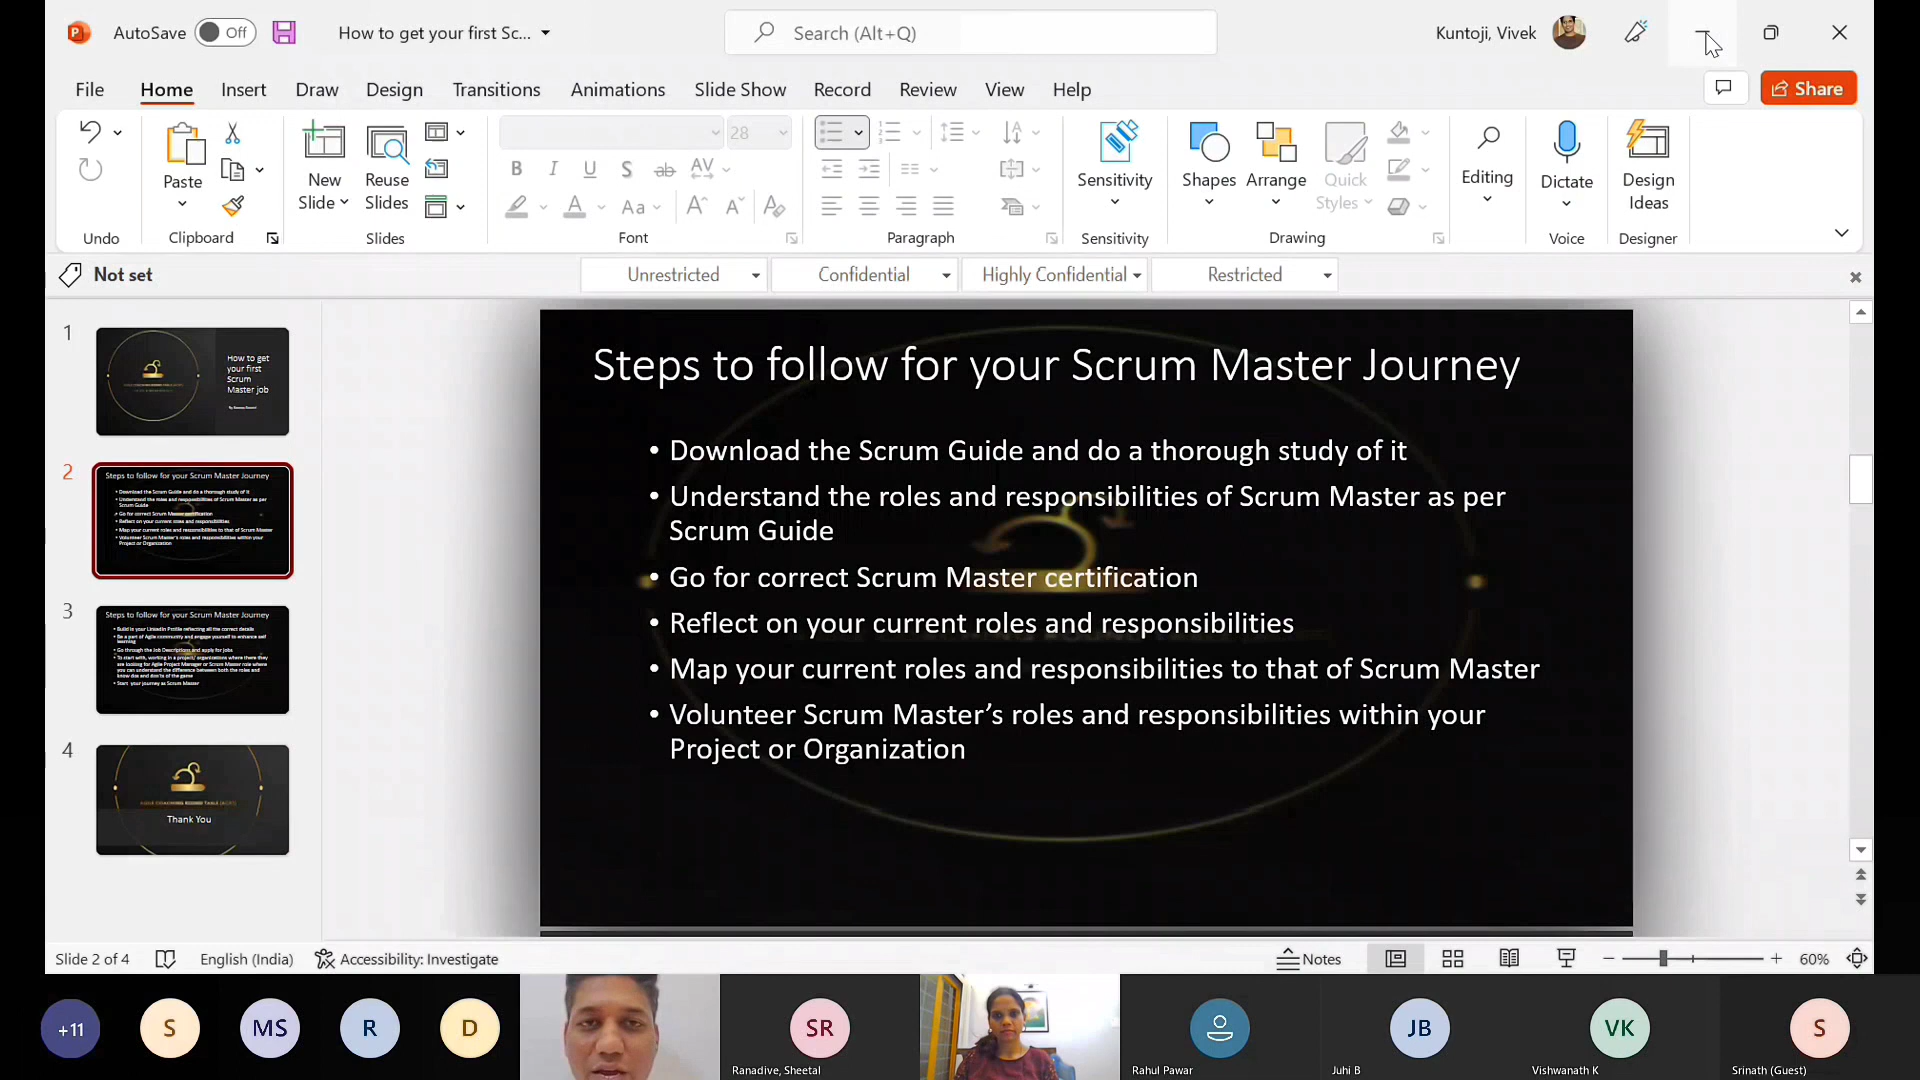 AutoSave Off How to get your first Sc... Search (Alt+Q) Kuntoji, Vivek
File Home Insert Draw Design Transitions Animations Slide Show Record Review View Help Share
Paste New Slide Reuse Slides 28 Sensitivity Shapes Arrange Quick Styles Editing Dictate Design Ideas
Undo Clipboard Slides Font Paragraph Sensitivity Drawing Voice Designer
Not set Unrestricted Confidential Highly Confidential Restricted
1
How to get
your first
Scrum
Master job
2
Steps to follow for your Scrum Master Journey
• Download the Scrum Guide and do a thorough study of it
• Understand the roles and responsibilities of Scrum Master as per
Scrum Guide
• Go for correct Scrum Master certification
• Reflect on your current roles and responsibilities
• Map your current roles and responsibilities to that of Scrum Master
• Volunteer Scrum Master's roles and responsibilities within your
Project or Organization
3
Steps to follow for your Scrum Master Journey
• Build is your LinkedIn Profile reflecting all the correct details
• Be a part of Agile community and engage yourself to enhance self
learning
• Go through the Job Descriptions and apply for jobs
• To start with, working in a project/ organizations where there they
are looking for Agile Project Manager or Scrum Master role where
you can understand the difference between both the roles and
know dos and don'ts of the game
• Start your journey as Scrum Master
4
AGILE COACHING ROUND TABLE (ACRT)
Thank You
Steps to follow for your Scrum Master Journey
• Download the Scrum Guide and do a thorough study of it
• Understand the roles and responsibilities of Scrum Master as per
Scrum Guide
• Go for correct Scrum Master certification
• Reflect on your current roles and responsibilities
• Map your current roles and responsibilities to that of Scrum Master
• Volunteer Scrum Master’s roles and responsibilities within your
Project or Organization
Slide 2 of 4 English (India) Accessibility: Investigate Notes 60%
+11 S MS R D SR JB VK S
Ranadive, Sheetal Rahul Pawar Juhi B Vishwanath K Srinath (Guest)